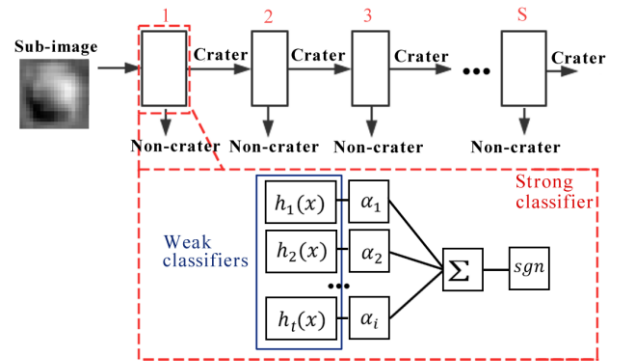 1 2 3 S
Sub-image
Crater Crater Crater ••• Crater
Non-crater Non-crater Non-crater Non-crater
Strong
classifier
Weak
classifiers
h₁(x) α₁
h₂(x) α₂
•••
hₜ(x) αᵢ
Σ sgn